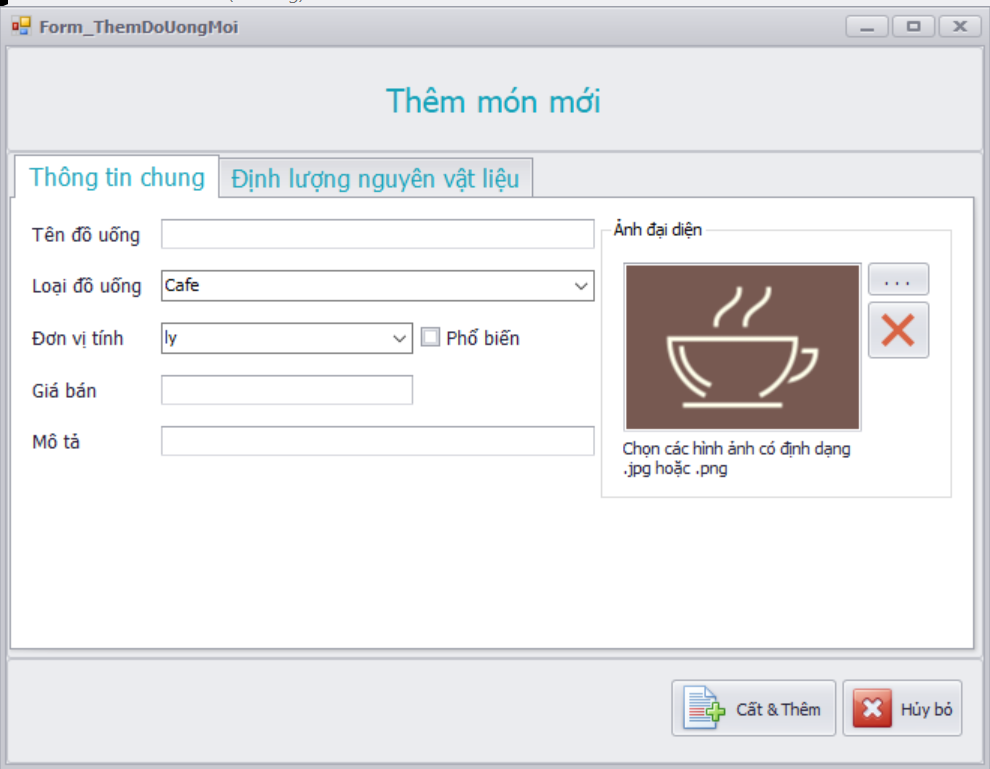 Form_ThemDoUongMoi
Thêm món mới
Thông tin chung
Định lượng nguyên vật liệu
Tên đồ uống
Loại đồ uống
Cafe
Đơn vị tính
ly
Phổ biến
Giá bán
Mô tả
Ảnh đại diện
...
Chọn các hình ảnh có định dạng
.jpg hoặc .png
Cất & Thêm
Hủy bỏ